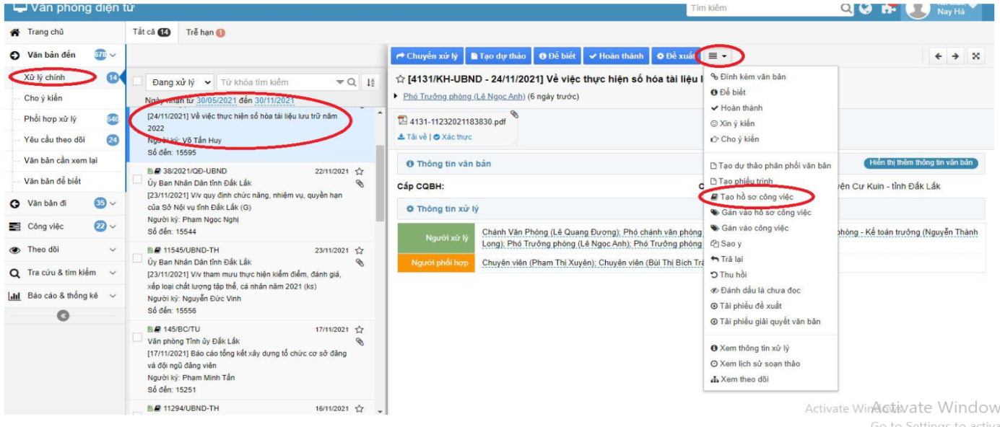 Văn phòng điện tử
Tìm kiếm
Nay Hà
Trang chủ
Văn bản đến 678
Xử lý chính 14
Cho ý kiến
Phối hợp xử lý 640
Yêu cầu theo dõi 24
Văn bản cần xem lại
Văn bản để biết
Văn bản đi 35
Công việc 22
Theo dõi
Tra cứu & tìm kiếm
Báo cáo & thống kê
Tất cả 14 Trễ hạn 1
Đang xử lý Từ khóa tìm kiếm
Ngày nhận từ 30/05/2021 đến 30/11/2021
[24/11/2021] Về việc thực hiện số hóa tài liệu lưu trữ năm
2022
Người ký: Võ Tấn Huy
Số đến: 15595
38/2021/QĐ-UBND 22/11/2021
Ủy Ban Nhân Dân tỉnh Đắk Lắk
[23/11/2021] V/v quy định chức năng, nhiệm vụ, quyền hạn
của Sở Nội vụ tỉnh Đắk Lắk (G)
Người ký: Phạm Ngọc Nghị
Số đến: 15544
11545/UBND-TH 23/11/2021
Ủy Ban Nhân Dân tỉnh Đắk Lắk
[23/11/2021] V/v tham mưu thực hiện kiểm điểm, đánh giá,
xếp loại chất lượng tập thể, cá nhân năm 2021 (ks)
Người ký: Nguyễn Đức Vinh
Số đến: 15556
145/BC/TU 17/11/2021
Văn phòng Tỉnh ủy Đắk Lắk
[17/11/2021] Báo cáo tổng kết xây dựng tổ chức cơ sở đảng
và đội ngũ đảng viên
Người ký: Phạm Minh Tấn
Số đến: 15251
11294/UBND-TH 16/11/2021
Chuyển xử lý Tạo dự thảo Để biết Hoàn thành Đề xuất
[4131/KH-UBND - 24/11/2021] Về việc thực hiện số hóa tài liệu l
Phó Trưởng phòng (Lê Ngọc Anh) (6 ngày trước)
4131-11232021183830.pdf
Tải về | Xác thực
Thông tin văn bản
Hiển thị thêm thông tin văn bản
Cấp CQBH: C yện Cư Kuin - tỉnh Đắk Lắk
Thông tin xử lý
Người xử lý
Chánh Văn Phòng (Lê Quang Đương); Phó chánh văn phòng phòng - Kế toán trưởng (Nguyễn Thành
Long); Phó Trưởng phòng (Lê Ngọc Anh); Phó Trưởng phòng
Người phối hợp
Chuyên viên (Phạm Thị Xuyên); Chuyên viên (Bùi Thị Bích Trà
Đính kèm văn bản
Để biết
Hoàn thành
Xin ý kiến
Cho ý kiến
Tạo dự thảo phân phối văn bản
Tạo phiếu trình
Tạo hồ sơ công việc
Gán vào hồ sơ công việc
Gán vào công việc
Sao y
Trả lại
Thu hồi
Đánh dấu là chưa đọc
Tải phiếu đề xuất
Tải phiếu giải quyết văn bản
Xem thông tin xử lý
Xem lịch sử soạn thảo
Xem theo dõi
Activate Windows
Activate Window
Go to Settings to activa